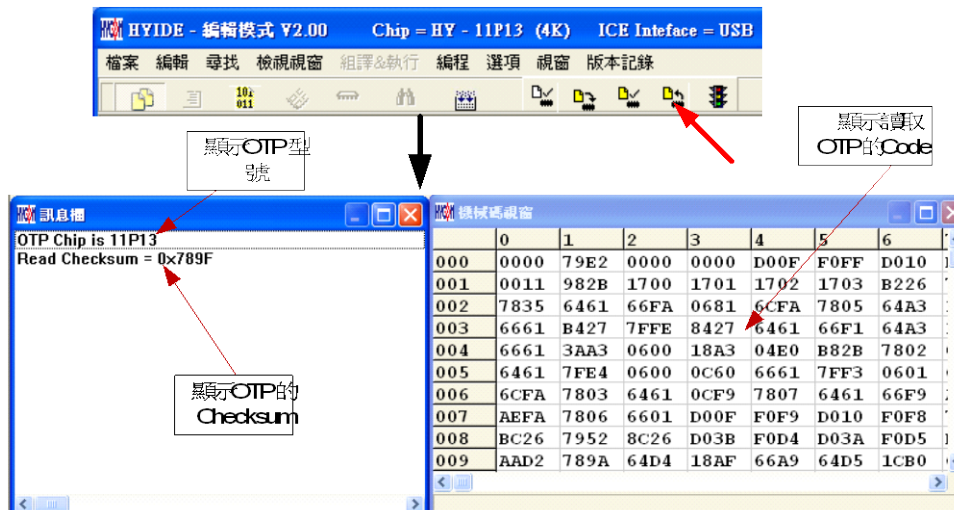 HYIDE - 編輯模式 V2.00 Chip = HY - 11P13 (4K) ICE Inteface = USB
檔案 編輯 尋找 檢視視窗 組譯&執行 編程 選項 視窗 版本記錄
顯示OTP型
號
顯示讀取
OTP的Code
訊息欄
OTP Chip is 11P13
Read Checksum = 0x789F
顯示OTP的
Checksum
機械碼視窗
0 1 2 3 4 5 6
000 0000 79E2 0000 0000 D00F F0FF D010
001 0011 982B 1700 1701 1702 1703 B226
002 7835 6461 66FA 0681 6CFA 7805 64A3
003 6661 B427 7FFE 8427 6461 66F1 64A3
004 6661 3AA3 0600 18A3 04E0 B82B 7802
005 6461 7FE4 0600 0C60 6661 7FF3 0601
006 6CFA 7803 6461 0CF9 7807 6461 66F9
007 AEFA 7806 6601 D00F F0F9 D010 F0F8
008 BC26 7952 8C26 D03B F0D4 D03A F0D5
009 AAD2 789A 64D4 18AF 66A9 64D5 1CB0